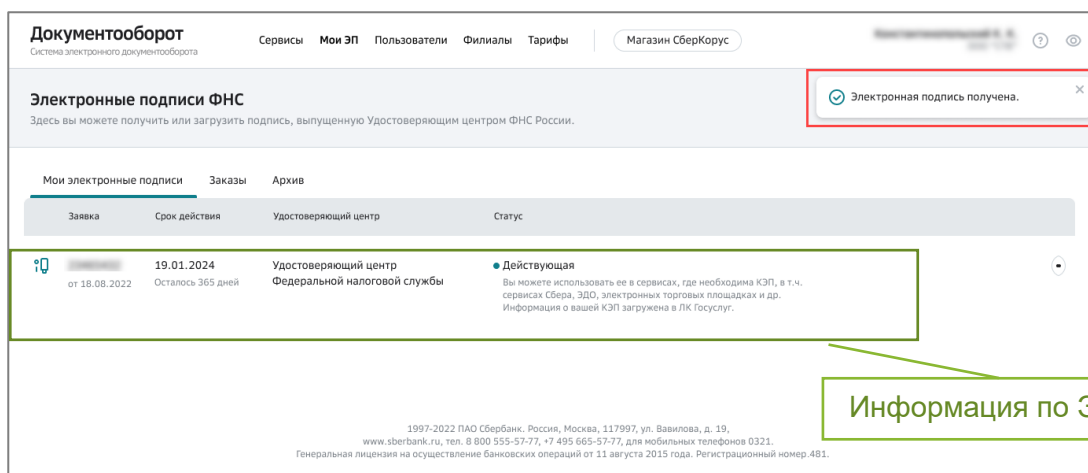 Документооборот
Система электронного документооборота
Сервисы Мои ЭП Пользователи Филиалы Тарифы Магазин СберКорус
Электронные подписи ФНС
Здесь вы можете получить или загрузить подпись, выпущенную Удостоверяющим центром ФНС России.
Электронная подпись получена.
Мои электронные подписи Заказы Архив
Заявка Срок действия Удостоверяющий центр Статус
19.01.2024 Удостоверяющий центр Действующая
от 18.08.2022 Осталось 365 дней Федеральной налоговой службы
Вы можете использовать ее в сервисах, где необходима КЭП, в т.ч.
сервисах Сбера, ЭДО, электронных торговых площадках и др.
Информация о вашей КЭП загружена в ЛК Госуслуг.
Информация по
1997-2022 ПАО Сбербанк. Россия, Москва, 117997, ул. Вавилова, д. 19,
www.sberbank.ru, тел. 8 800 555-57-77, +7 495 665-57-77, для мобильных телефонов 0321.
Генеральная лицензия на осуществление банковских операций от 11 августа 2015 года. Регистрационный номер.481.